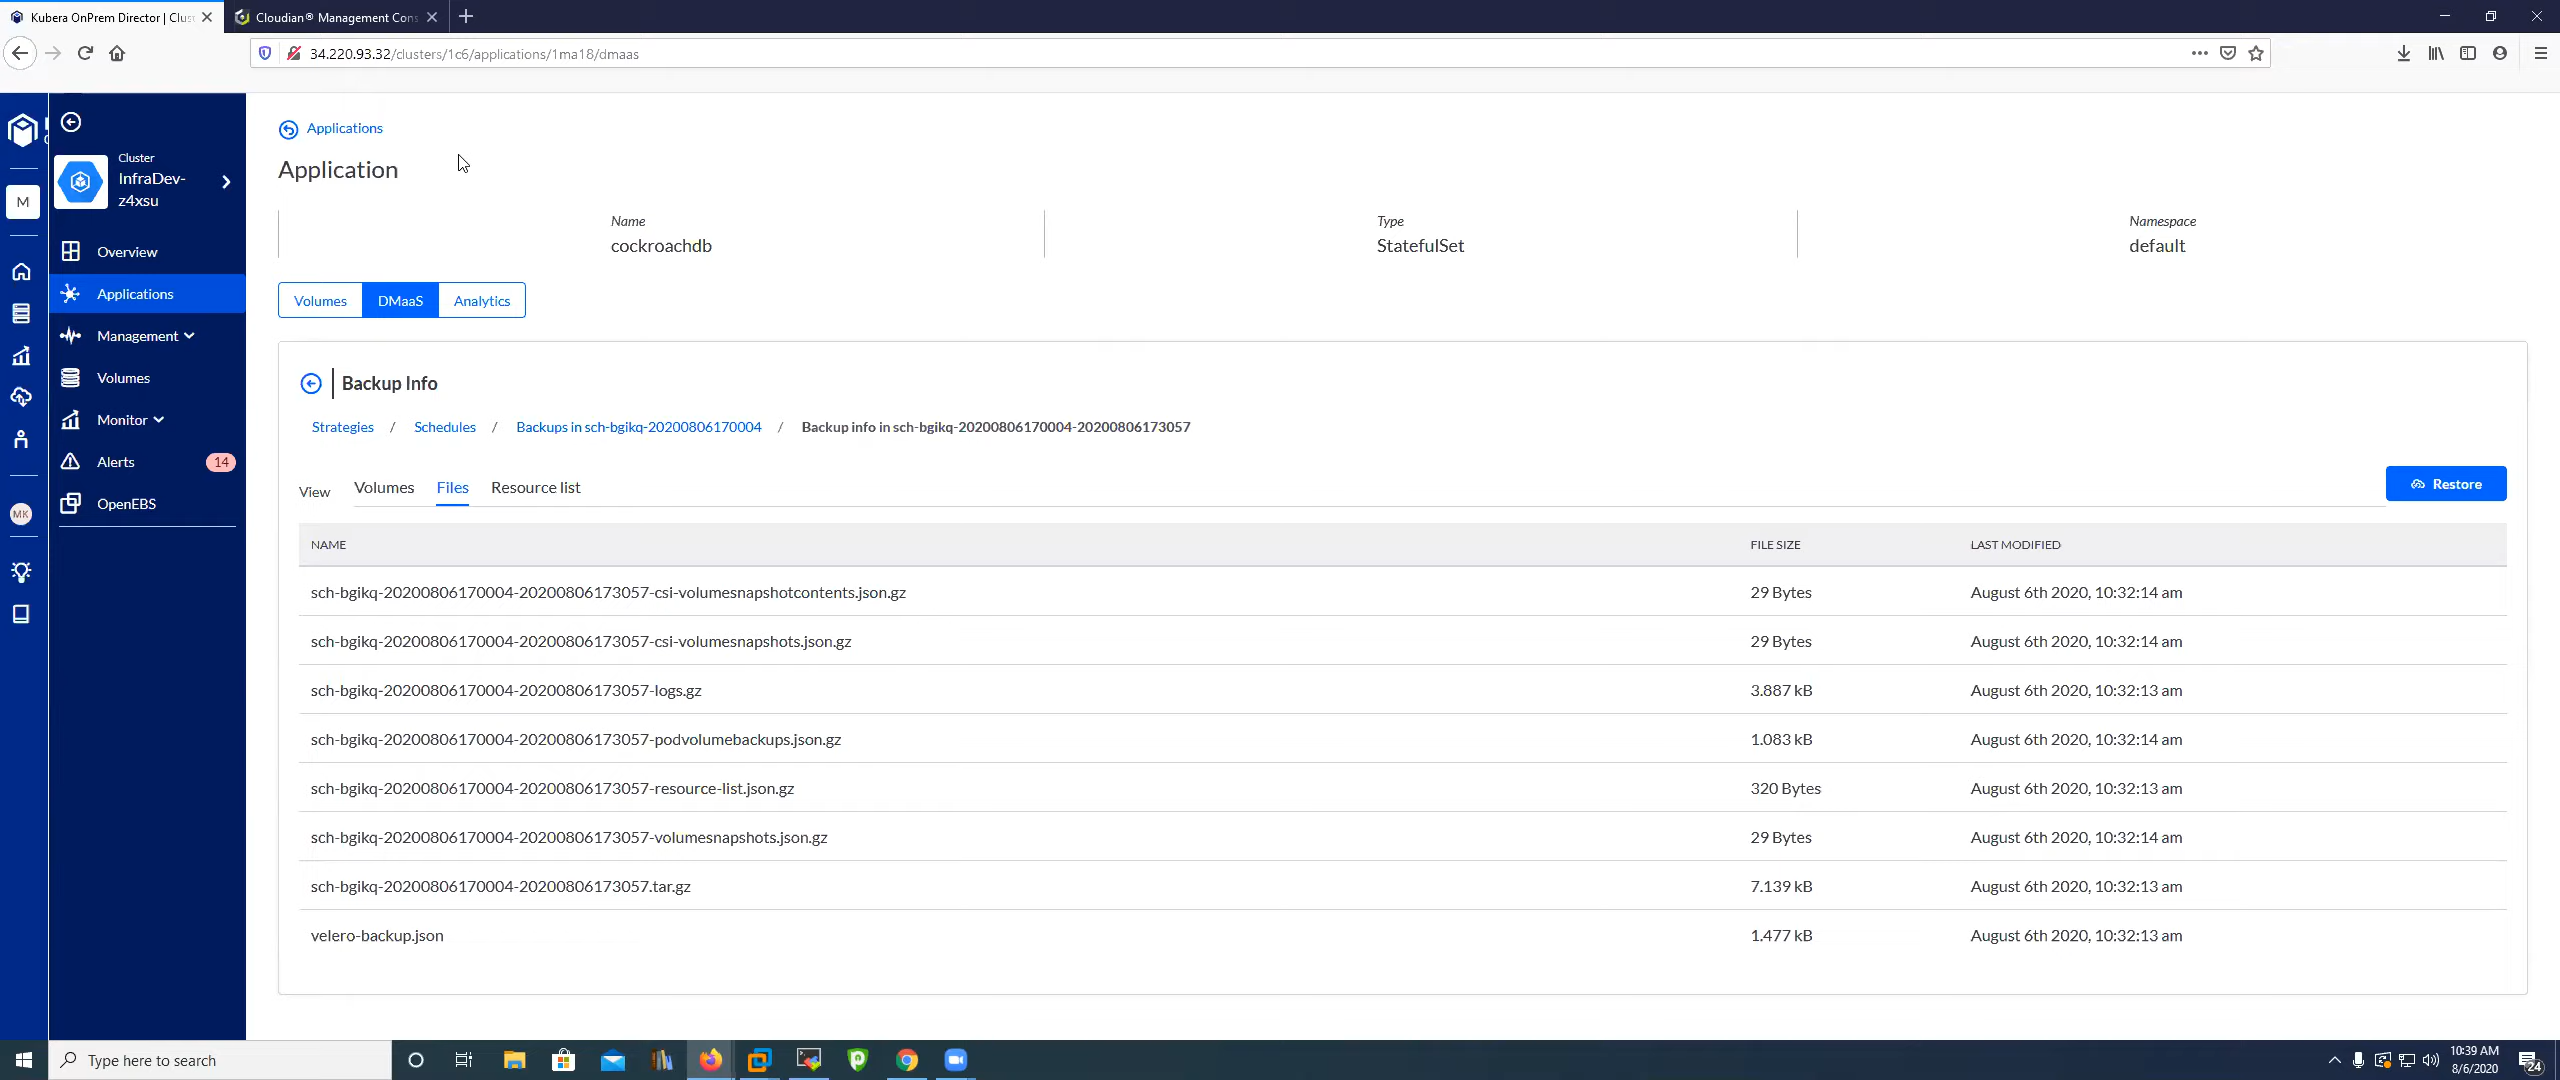 Kubera OnPrem Director | Clus
Cloudian® Management Cons
34.220.93.32/clusters/1c6/applications/1ma18/dmaas
Cluster
InfraDev-
z4xsu
M
Overview
Applications
Management
Volumes
Monitor
Alerts 14
OpenEBS
MK
Applications
Application
Name
cockroachdb
Type
StatefulSet
Namespace
default
Volumes DMaaS Analytics
Backup Info
Strategies / Schedules / Backups in sch-bgikq-20200806170004 / Backup info in sch-bgikq-20200806170004-20200806173057
View Volumes Files Resource list Restore
NAME FILE SIZE LAST MODIFIED
sch-bgikq-20200806170004-20200806173057-csi-volumesnapshotcontents.json.gz 29 Bytes August 6th 2020, 10:32:14 am
sch-bgikq-20200806170004-20200806173057-csi-volumesnapshots.json.gz 29 Bytes August 6th 2020, 10:32:14 am
sch-bgikq-20200806170004-20200806173057-logs.gz 3.887 kB August 6th 2020, 10:32:13 am
sch-bgikq-20200806170004-20200806173057-podvolumebackups.json.gz 1.083 kB August 6th 2020, 10:32:14 am
sch-bgikq-20200806170004-20200806173057-resource-list.json.gz 320 Bytes August 6th 2020, 10:32:13 am
sch-bgikq-20200806170004-20200806173057-volumesnapshots.json.gz 29 Bytes August 6th 2020, 10:32:14 am
sch-bgikq-20200806170004-20200806173057.tar.gz 7.139 kB August 6th 2020, 10:32:13 am
velero-backup.json 1.477 kB August 6th 2020, 10:32:13 am
Type here to search
10:39 AM
8/6/2020
24